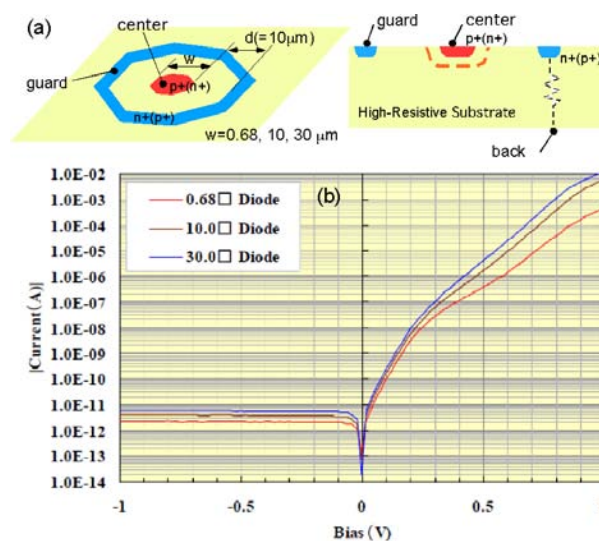 (a)
center
d(=10μm)
w
guard
p+(n+)
n+(p+)
w=0.68, 10, 30 μm
guard
center
p+(n+)
n+(p+)
High-Resistive Substrate
back
(b)
0.68□ Diode
10.0□ Diode
30.0□ Diode
|Current(A)|
1.0E-02
1.0E-03
1.0E-04
1.0E-05
1.0E-06
1.0E-07
1.0E-08
1.0E-09
1.0E-10
1.0E-11
1.0E-12
1.0E-13
1.0E-14
-1
-0.5
0
0.5
Bias(V)